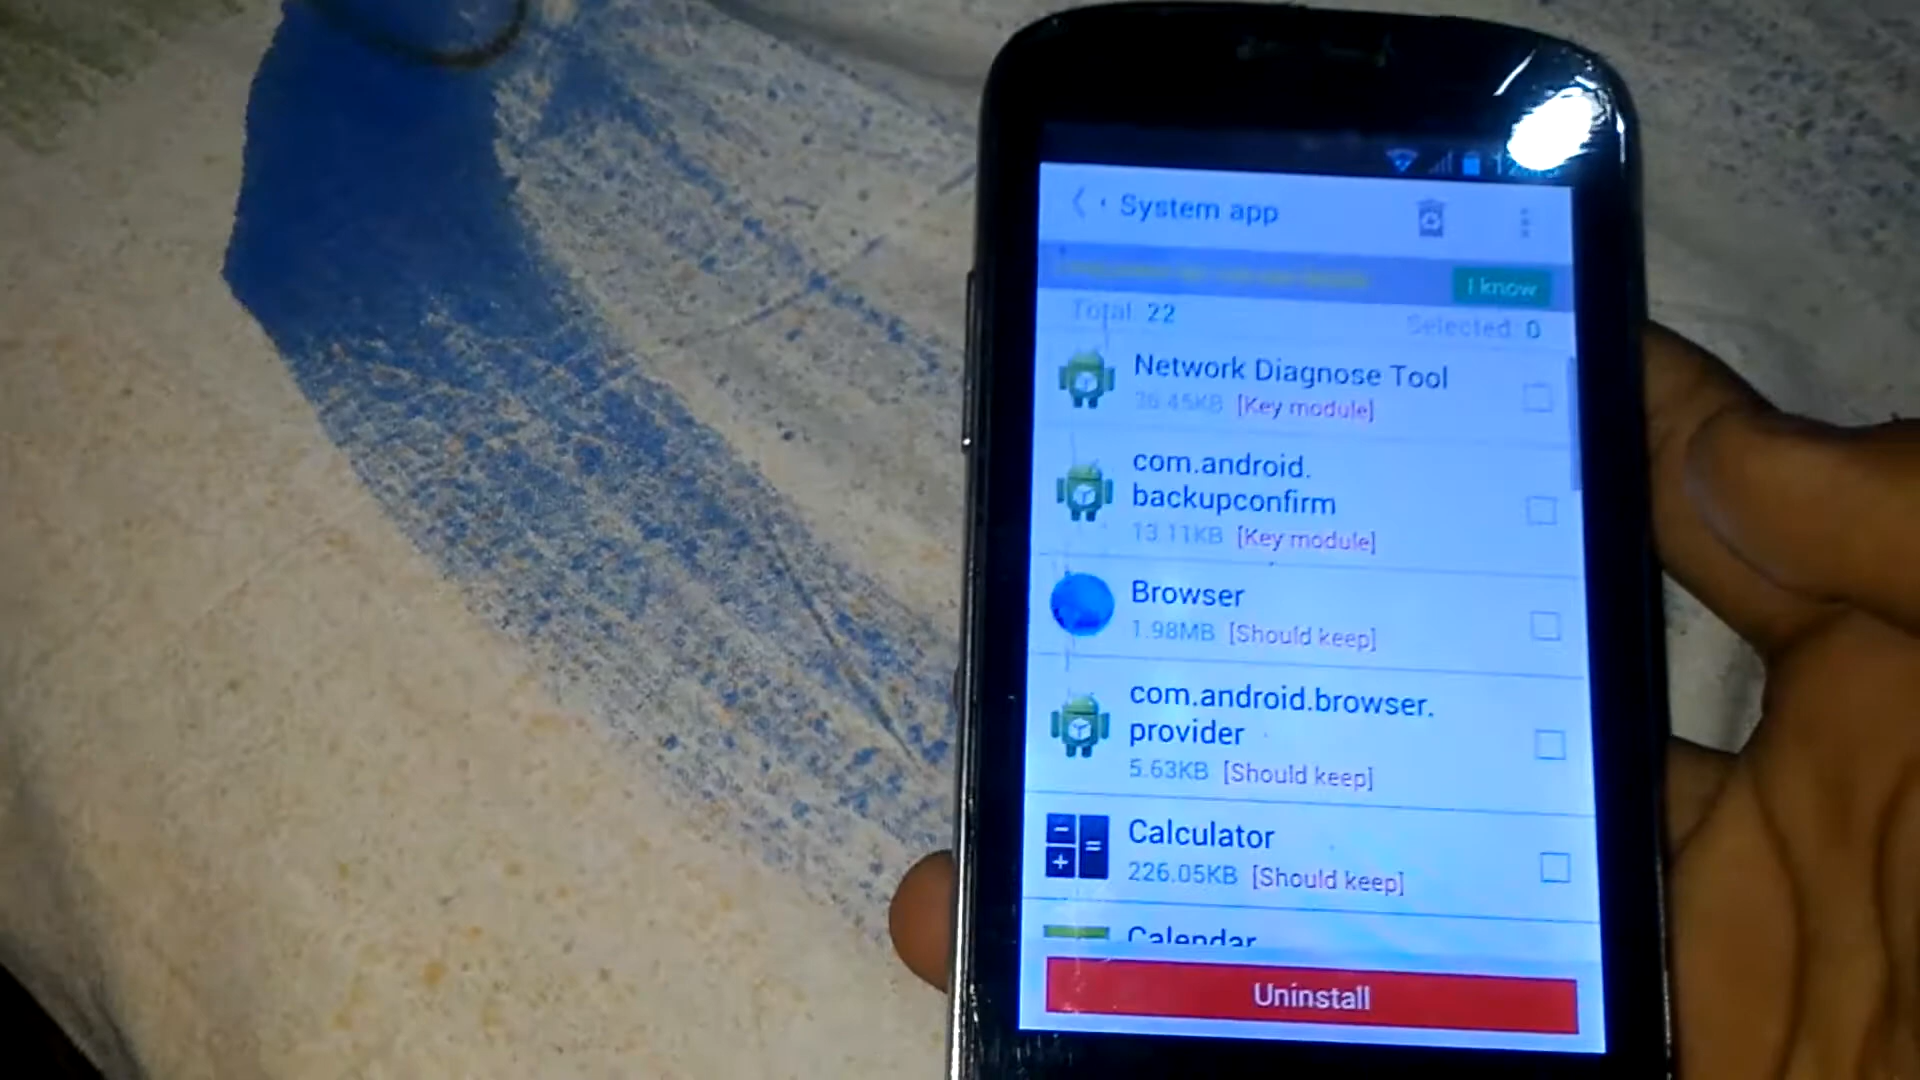 System app
I know
Total: 22
Selected: 0
Network Diagnose Tool
36.45KB [Key module]
com.android.
backupconfirm
13.11KB [Key module]
Browser
1.98MB [Should keep]
com.android.browser.
provider
5.63KB [Should keep]
Calculator
226.05KB [Should keep]
Calendar
Uninstall